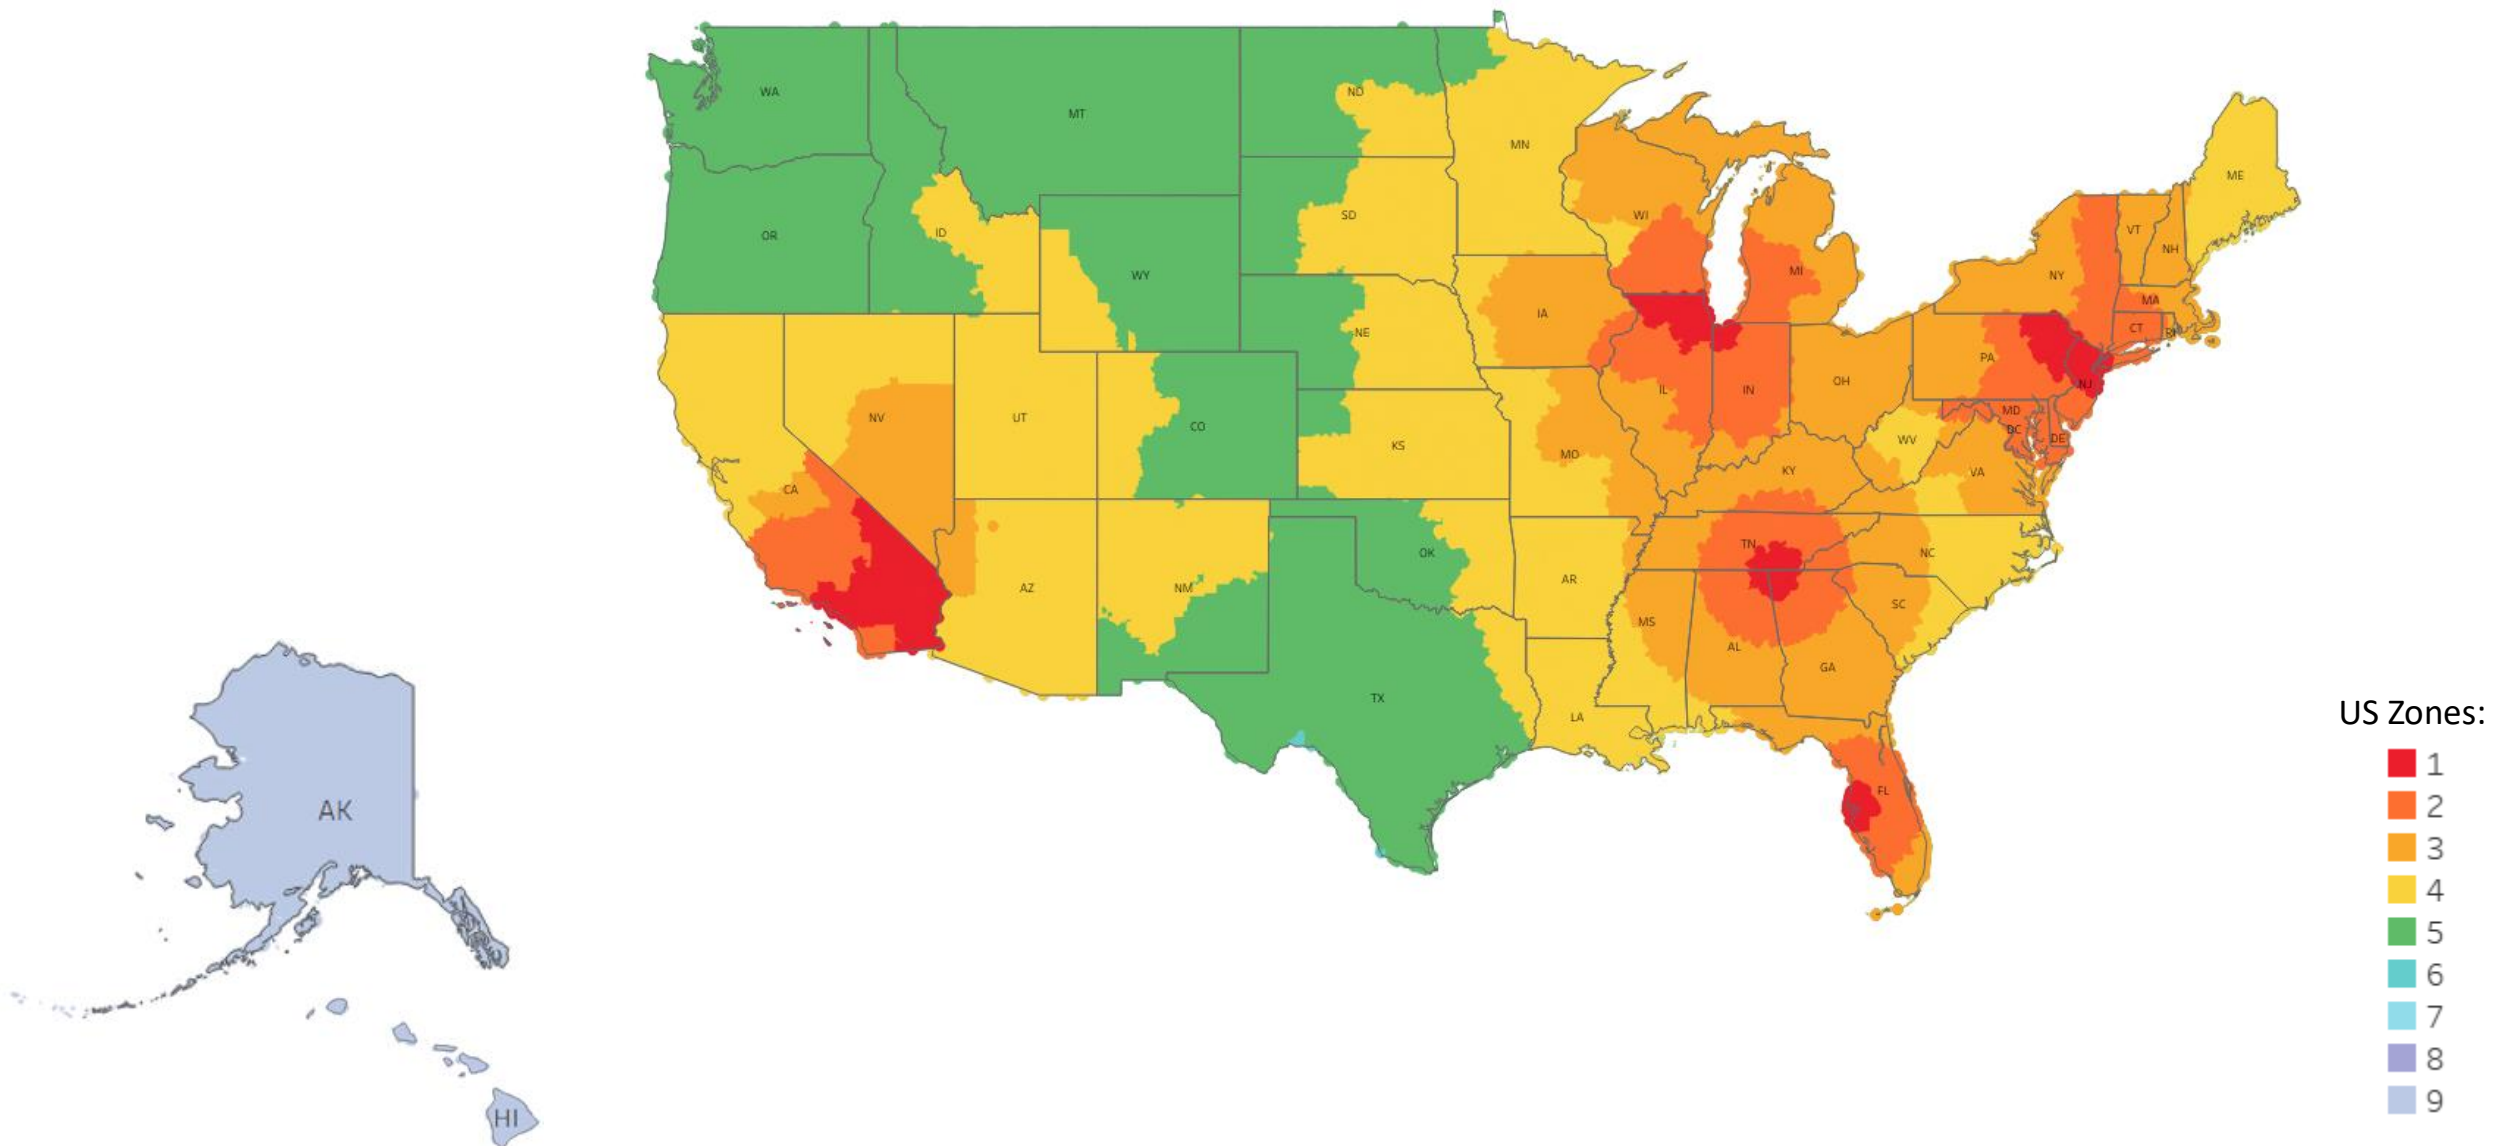 WA
MT
ND
MN
OR
ID
WY
SD
WI
MI
ME
VT
NH
NY
MA
CT
RI
NE
IA
PA
NJ
NV
UT
CO
KS
MO
IL
IN
OH
MD
DC
DE
WV
VA
KY
CA
AZ
NM
OK
AR
TN
NC
MS
AL
GA
SC
TX
LA
FL
AK
HI
US Zones:
1
2
3
4
5
6
7
8
9